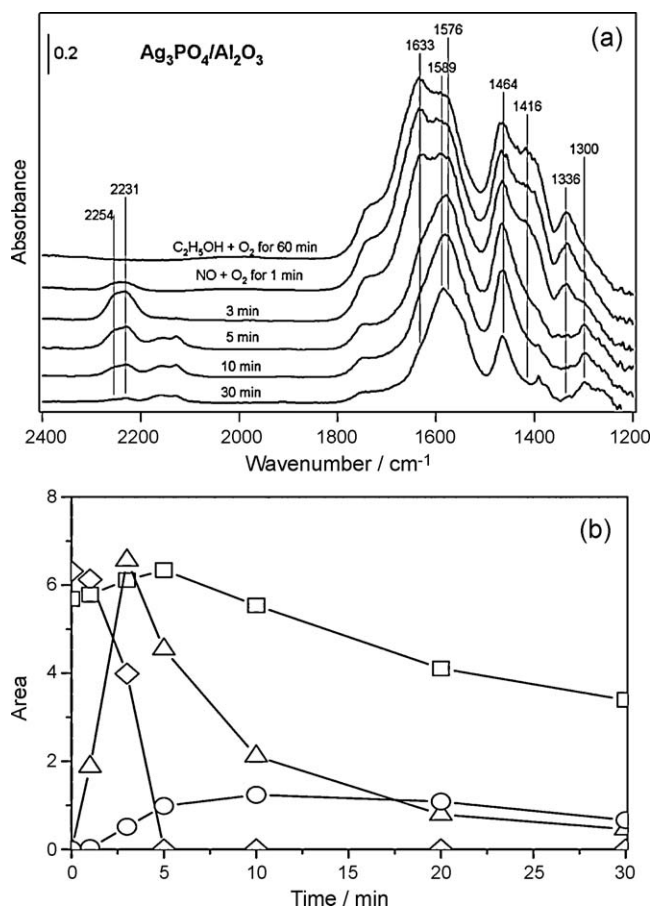 0.2
Ag₃PO₄/Al₂O₃
(a)
1633
1576
1589
1464
1416
1336
1300
2254
2231
C₂H₅OH + O₂ for 60 min
NO + O₂ for 1 min
3 min
5 min
10 min
30 min
Absorbance
2400 2200 2000 1800 1600 1400 1200
Wavenumber / cm⁻¹
(b)
8
6
4
2
0
Area
0 5 10 15 20 25 30
Time / min